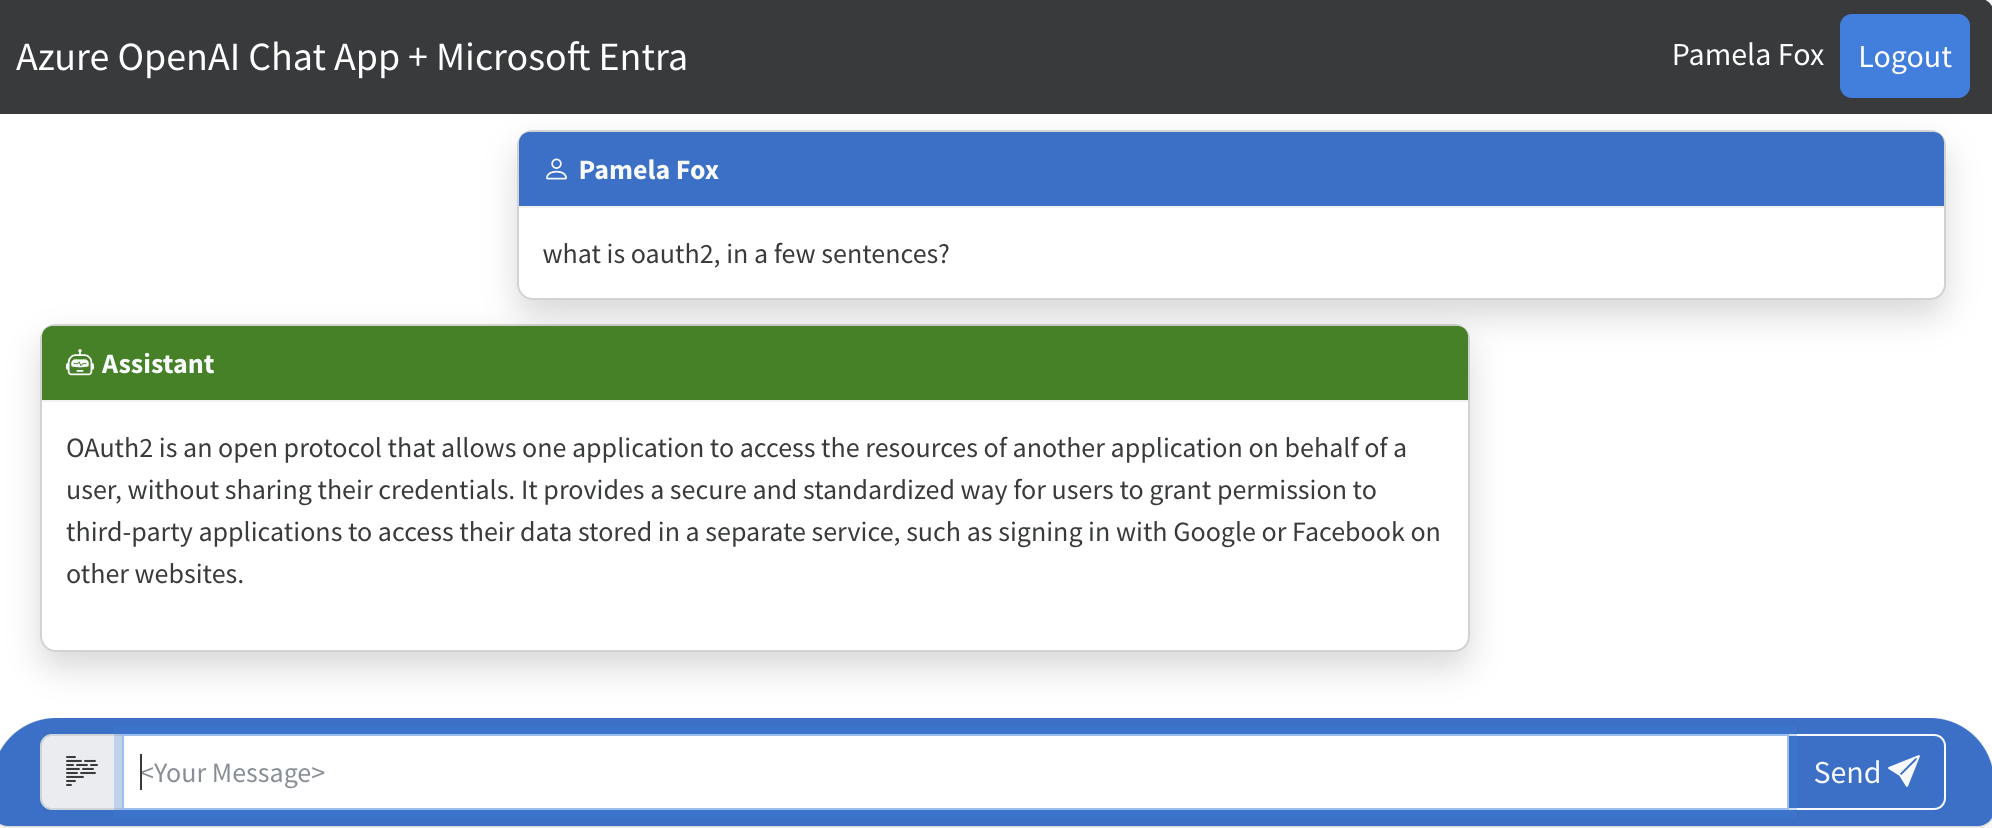 Azure OpenAI Chat App + Microsoft Entra
Pamela Fox
Logout
Pamela Fox
what is oauth2, in a few sentences?
Assistant
OAuth2 is an open protocol that allows one application to access the resources of another application on behalf of a
user, without sharing their credentials. It provides a secure and standardized way for users to grant permission to
third-party applications to access their data stored in a separate service, such as signing in with Google or Facebook on
other websites.
<Your Message>
Send